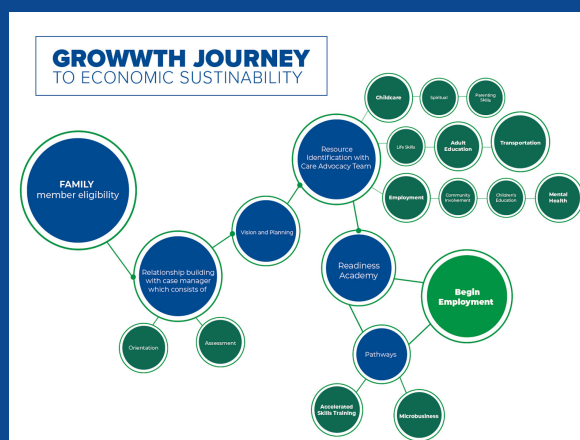 GROWWTH JOURNEY
TO ECONOMIC SUSTINABILITY
FAMILY
member eligibility
Relationship building
with case manager
which consists of
Orientation
Assessment
Vision and Planning
Resource
Identification with
Care Advocacy Team
Childcare
Spiritual
Parenting
Skills
Life Skills
Adult
Education
Transportation
Employment
Community
Involvement
Children's
Education
Mental
Health
Readiness
Academy
Begin
Employment
Pathways
Accelerated
Skills Training
Microbusiness